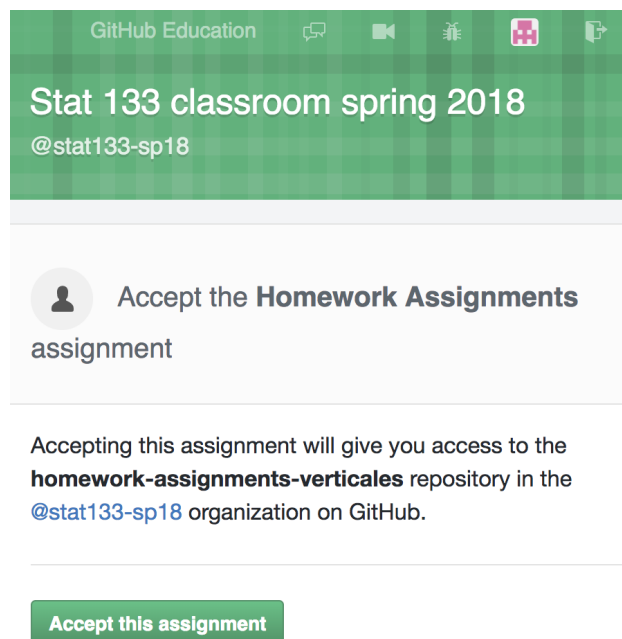 GitHub Education
Stat 133 classroom spring 2018
@stat133-sp18
Accept the Homework Assignments
assignment
Accepting this assignment will give you access to the
homework-assignments-verticales repository in the
@stat133-sp18 organization on GitHub.
Accept this assignment